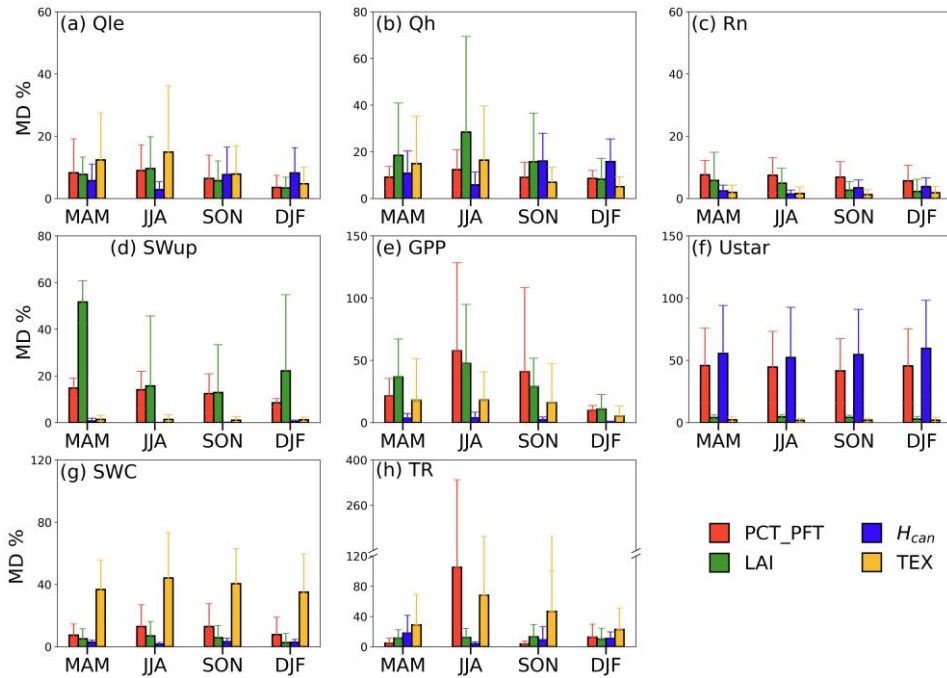 (a) Qle
(b) Qh
(c) Rn
MD %
60
40
20
0
MAM JJA SON DJF
80
60
40
20
0
MAM JJA SON DJF
60
40
20
0
MAM JJA SON DJF
(d) SWup
(e) GPP
(f) Ustar
MD %
80
60
40
20
0
MAM JJA SON DJF
150
100
50
0
MAM JJA SON DJF
150
100
50
0
MAM JJA SON DJF
(g) SWC
(h) TR
MD %
120
80
40
0
MAM JJA SON DJF
400
260
120
80
40
0
MAM JJA SON DJF
PCT_PFT
H_can
LAI
TEX